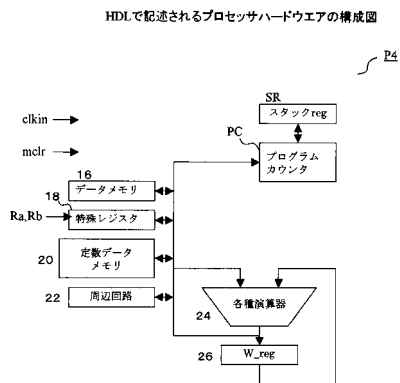 HDLで記述されるプロセッサハードウエアの構成図
P4
SR
スタックreg
clkin
PC
プログラム
カウンタ
mclr
16
データメモリ
18
Ra,Rb
特殊レジスタ
20
定数データ
メモリ
22
周辺回路
各種演算器
24
26
W_reg